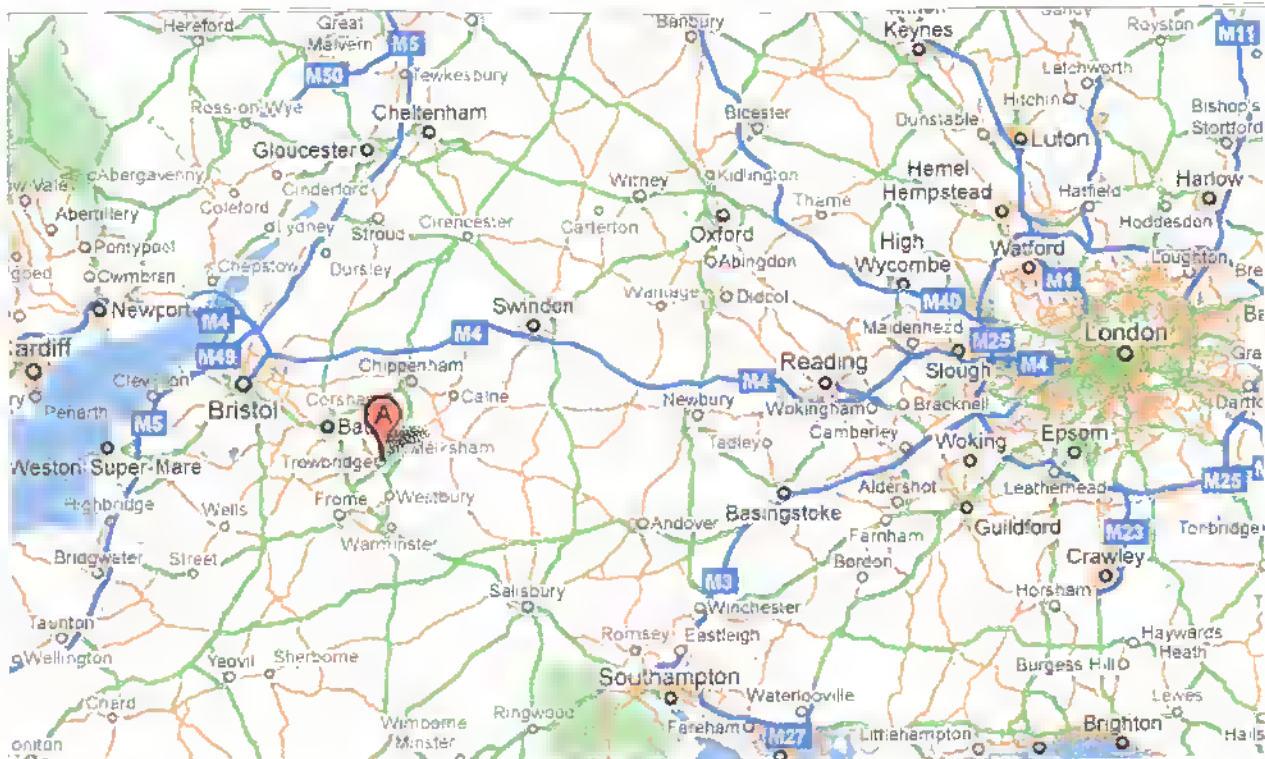 Hereford
Great
Malvern
M5
Banbury
Keynes
Royston
M11
M50
Tewkesbury
Letchworth
Ross-on-Wye
Cheltenham
Bicester
Dunstable
Hitchin
Bishop's
Stortford
Gloucester
Luton
Abergavenny
Cinderford
Witney
Kidlington
Hemel
Hempstead
Hatfield
Harlow
Abertillery
Coleford
Lydney
Stroud
Cirencester
Carterton
Thame
Hoddesdon
Pontypool
Oxford
High
Wycombe
Watford
Loughton
Cwmbran
Chepstow
Dursley
Abingdon
M1
Newport
Swindon
Wantage
Didcot
M40
M4
M4
Maidenhead
M25
London
M49
Chippenham
Reading
Slough
M4
Clevedon
Calne
M4
Penarth
M5
Bristol
Corsham
Newbury
Wokingham
Bracknell
A
Tadley
Camberley
Woking
Epsom
Weston Super-Mare
Trowbridge
Melksham
Leatherhead
M25
Highbridge
Frome
Westbury
Basingstoke
Aldershot
Guildford
Wells
Andover
Farnham
M23
Tonbridge
Warminster
Bridgwater
Street
Bordon
Crawley
M3
Salisbury
Winchester
Horsham
Taunton
Romsey
Eastleigh
Haywards
Heath
Wellington
Yeovil
Sherborne
Burgess Hill
Southampton
Waterlooville
Lewes
Chard
Wimborne
Minster
Ringwood
Fareham
M27
Littlehampton
Brighton